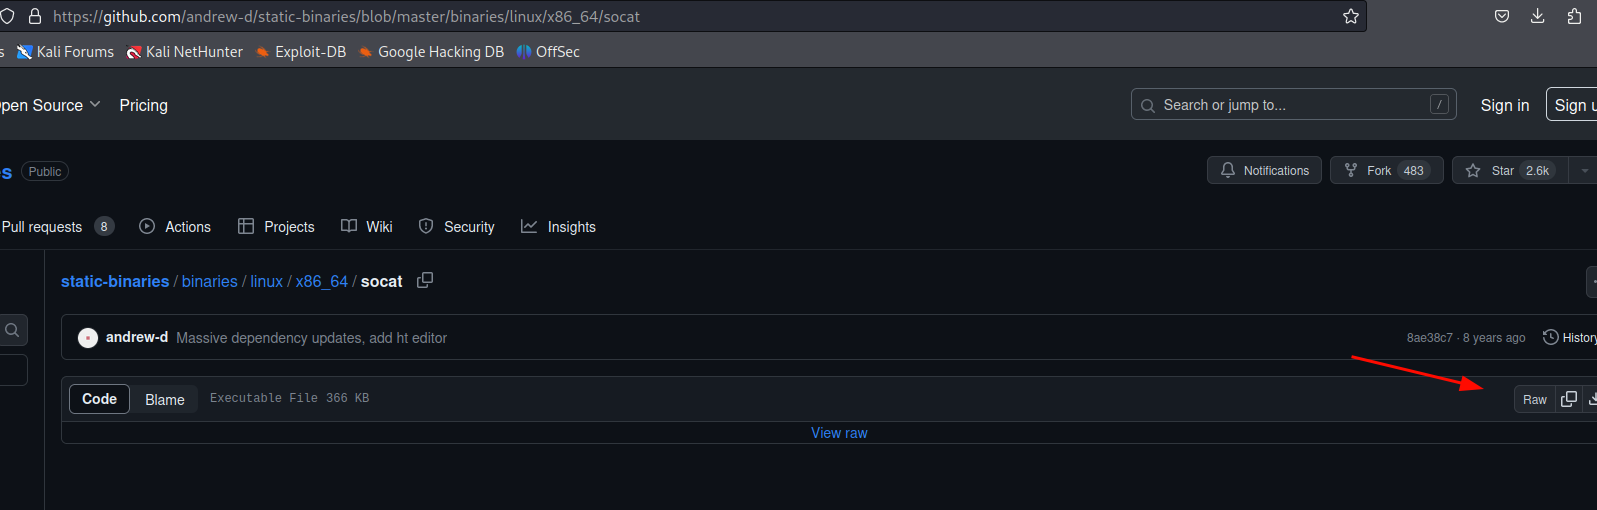 https://github.com/andrew-d/static-binaries/blob/master/binaries/linux/x86_64/socat
s Kali Forums Kali NetHunter Exploit-DB Google Hacking DB OffSec
pen Source Pricing Search or jump to... / Sign in Sign u
s Public Notifications Fork 483 Star 2.6k
Pull requests 8 Actions Projects Wiki Security Insights
static-binaries / binaries / linux / x86_64 / socat
andrew-d Massive dependency updates, add ht editor 8ae38c7 · 8 years ago History
Code Blame Executable File 366 KB Raw
View raw